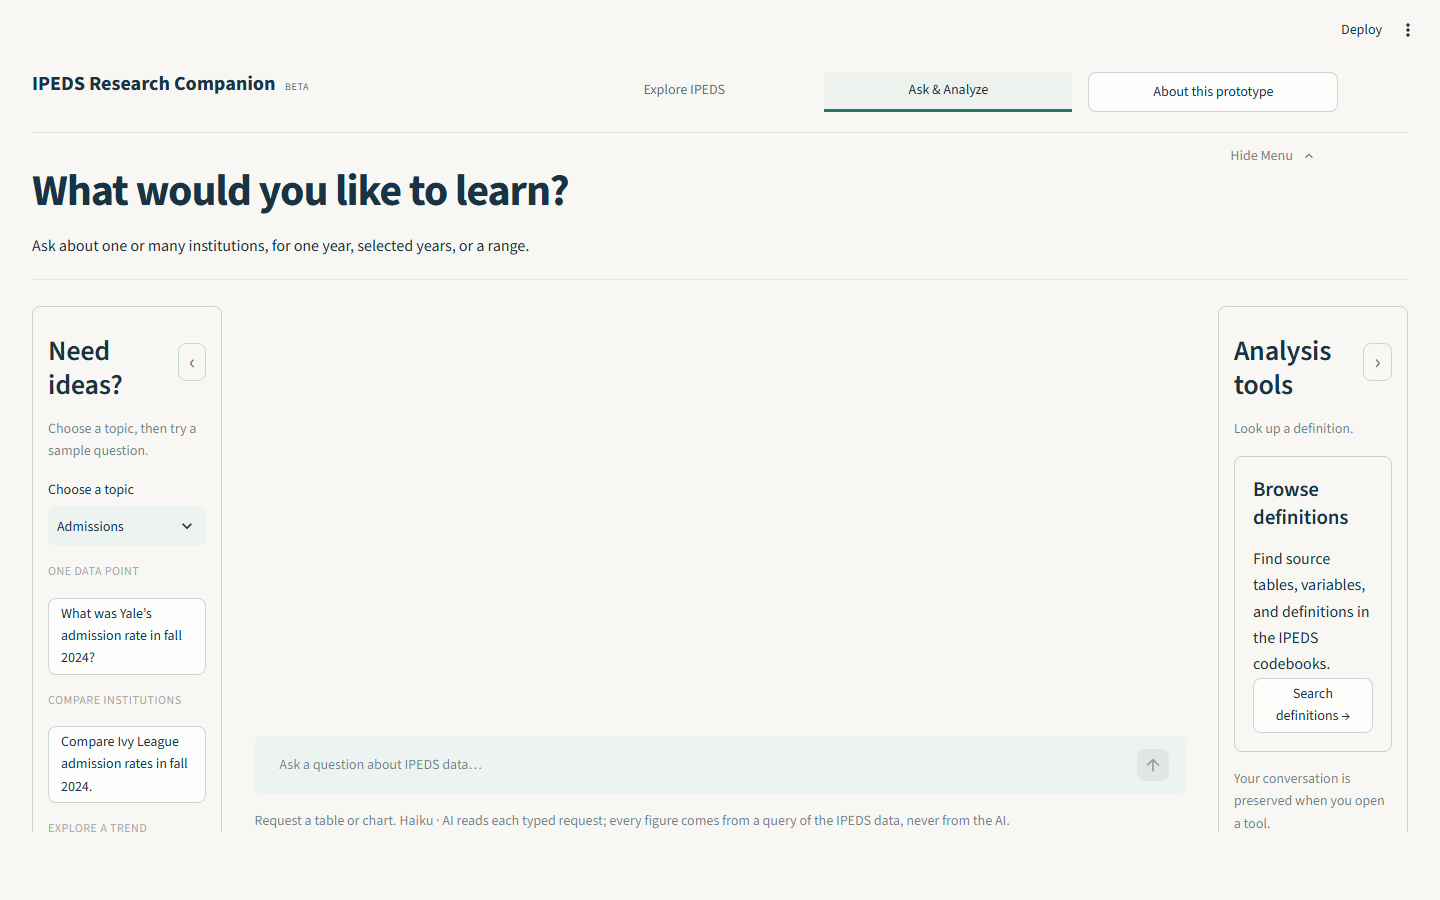 Deploy
IPEDS Research Companion BETA
Explore IPEDS
Ask & Analyze
About this prototype
Hide Menu
What would you like to learn?
Ask about one or many institutions, for one year, selected years, or a range.
Need
ideas?
Choose a topic, then try a
sample question.
Choose a topic
Admissions
ONE DATA POINT
What was Yale’s
admission rate in fall
2024?
COMPARE INSTITUTIONS
Compare Ivy League
admission rates in fall
2024.
EXPLORE A TREND
Ask a question about IPEDS data…
Request a table or chart. Haiku · AI reads each typed request; every figure comes from a query of the IPEDS data, never from the AI.
Analysis
tools
Look up a definition.
Browse
definitions
Find source
tables, variables,
and definitions in
the IPEDS
codebooks.
Search
definitions →
Your conversation is
preserved when you open
a tool.